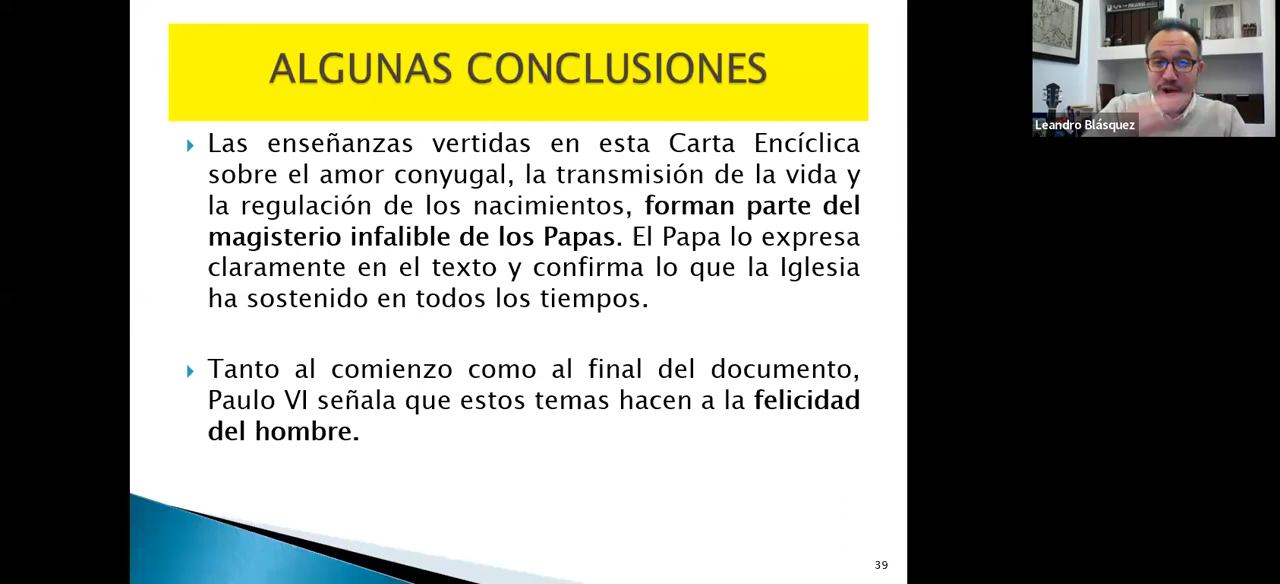 ALGUNAS CONCLUSIONES
Las enseñanzas vertidas en esta Carta Encíclica
sobre el amor conyugal, la transmisión de la vida y
la regulación de los nacimientos, forman parte del
magisterio infalible de los Papas. El Papa lo expresa
claramente en el texto y confirma lo que la Iglesia
ha sostenido en todos los tiempos.
Tanto al comienzo como al final del documento,
Paulo VI señala que estos temas hacen a la felicidad
del hombre.
39
Leandro Blásquez